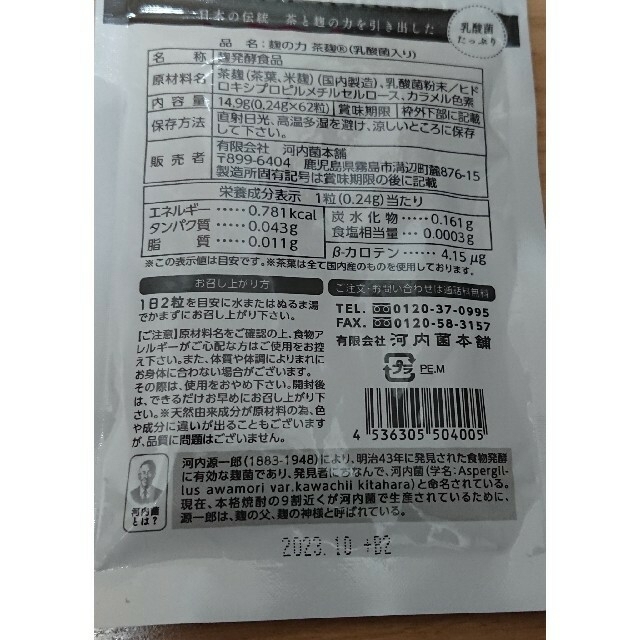 日本の伝統 茶と麹の力を引き出した
乳酸菌
たっぷり
品 名：麹の力 茶麹®(乳酸菌入り)
名 称 麹発酵食品
原材料名 茶麹(茶葉、米麹)(国内製造)、乳酸菌粉末／ヒド
ロキシプロピルメチルセルロース、カラメル色素
内 容 量 14.9g(0.24g×62粒) 賞味期限 枠外下部に記載
保存方法 直射日光、高温多湿を避け、涼しいところに保存
して下さい。
販 売 者 有限会社 河内菌本舗
〒899-6404 鹿児島県霧島市溝辺町麓876-15
製造所固有記号は賞味期限の後に記載
栄養成分表示 1粒(0.24g)当たり
エネルギー …… 0.781kcal
タンパク質 …… 0.043g
脂 質 …… 0.011g
炭 水 化 物 …… 0.161g
食塩相当量 …… 0.0003g
β-カロテン …… 4.15μg
※この表示値は目安です。※茶葉は全て国内産のものを使用しております。
お召し上がり方
1日2粒を目安に水またはぬるま湯
でかまずにお召し上がり下さい。
【ご注意】原材料名をご確認の上、食物ア
レルギーがご心配な方はご使用をお控
え下さい。また、体質や体調によりまれに
お身体に合わない場合がございます。
その際は、使用をおやめ下さい。開封後
は、できるだけお早めにお召し上がり下
さい。※天然由来成分が原材料の為、色
や成分に違いが出ることもございます
が、品質に問題はございません。
ご注文・お問い合わせは通話料無料
TEL. 0120-37-0995
FAX. 0120-58-3157
有限会社 河内菌本舗
プラ PE.M
4 536305 504005
河内菌
とは？
河内源一郎(1883-1948)により、明治43年に発見された食物発酵
に有効な麹菌であり、発見者にちなんで、河内菌(学名：Aspergil-
lus awamori var.kawachii kitahara)と命名されている。
現在、本格焼酎の9割近くが河内菌で生産されているために、
源一郎は、麹の父、麹の神様と呼ばれている。
2023.10 +B2